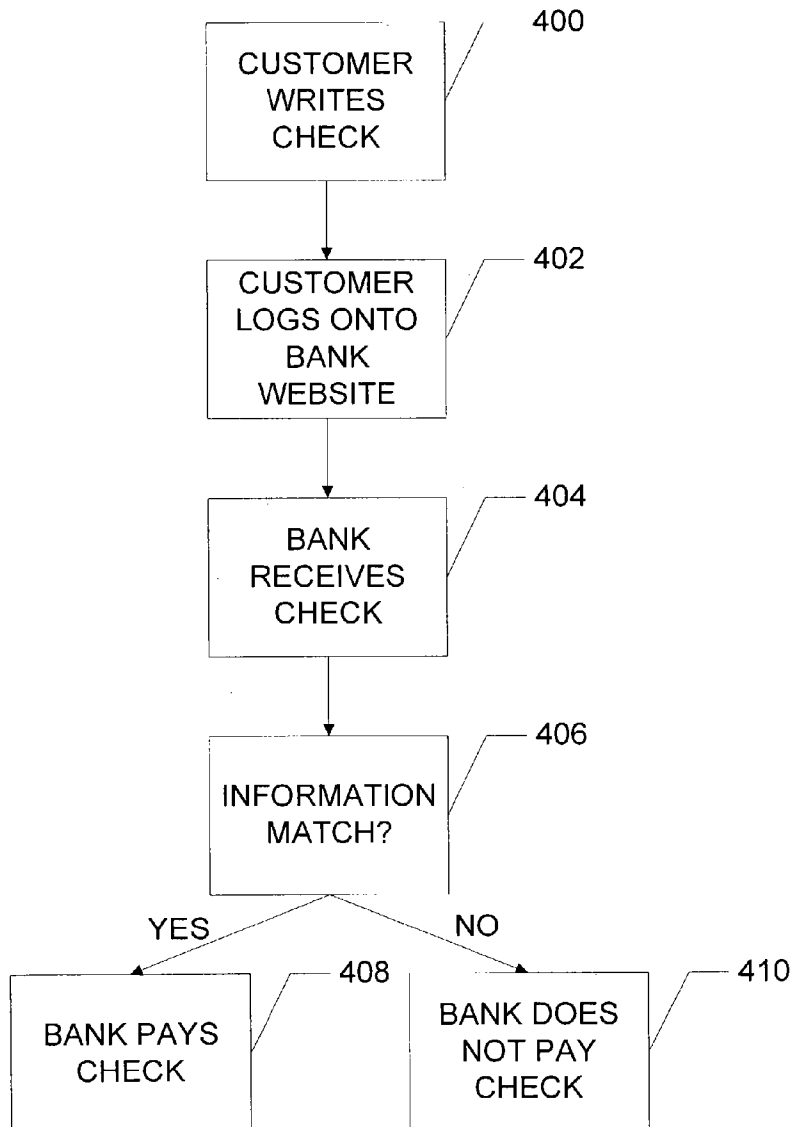 400
CUSTOMER
WRITES
CHECK
402
CUSTOMER
LOGS ONTO
BANK
WEBSITE
404
BANK
RECEIVES
CHECK
406
INFORMATION
MATCH?
YES
NO
408
BANK PAYS
CHECK
410
BANK DOES
NOT PAY
CHECK